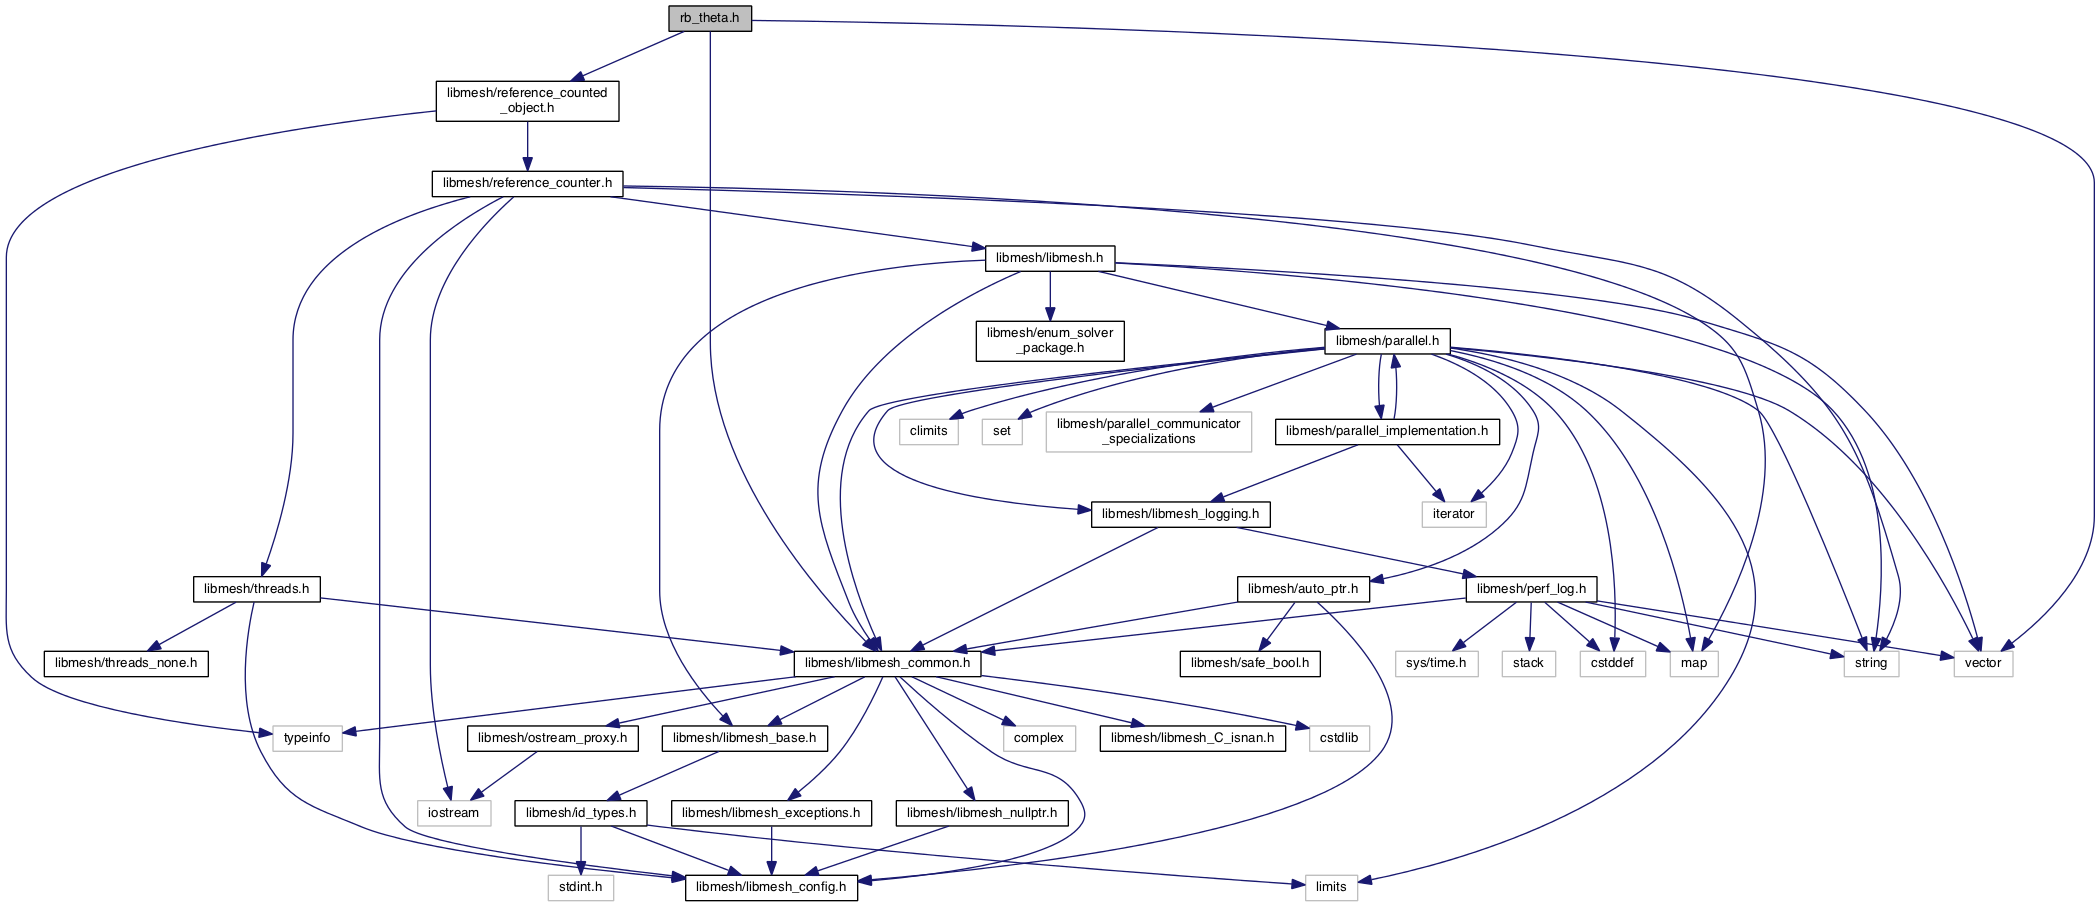 rb_theta.h
libmesh/reference_counted
_object.h
libmesh/reference_counter.h
libmesh/libmesh.h
libmesh/enum_solver
_package.h
libmesh/parallel.h
climits
set
libmesh/parallel_communicator
_specializations
libmesh/parallel_implementation.h
libmesh/libmesh_logging.h
iterator
libmesh/threads.h
libmesh/auto_ptr.h
libmesh/perf_log.h
libmesh/threads_none.h
libmesh/libmesh_common.h
libmesh/safe_bool.h
sys/time.h
stack
cstddef
map
string
vector
typeinfo
libmesh/ostream_proxy.h
libmesh/libmesh_base.h
complex
libmesh/libmesh_C_isnan.h
cstdlib
iostream
libmesh/id_types.h
libmesh/libmesh_exceptions.h
libmesh/libmesh_nullptr.h
stdint.h
libmesh/libmesh_config.h
limits